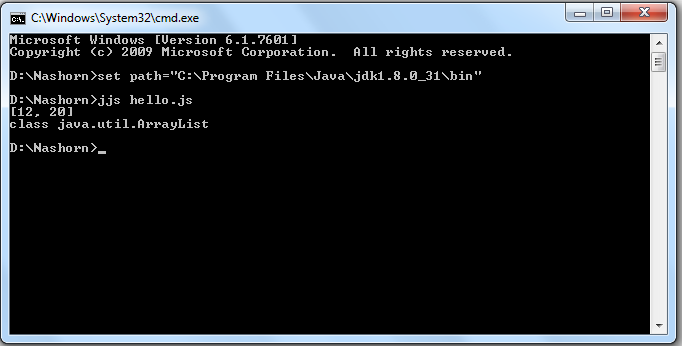 C:\Windows\System32\cmd.exe
Microsoft Windows [Version 6.1.7601]
Copyright (c) 2009 Microsoft Corporation.  All rights reserved.
D:\Nashorn>set path="C:\Program Files\Java\jdk1.8.0_31\bin"
D:\Nashorn>jjs hello.js
[12, 20]
class java.util.ArrayList
D:\Nashorn>_